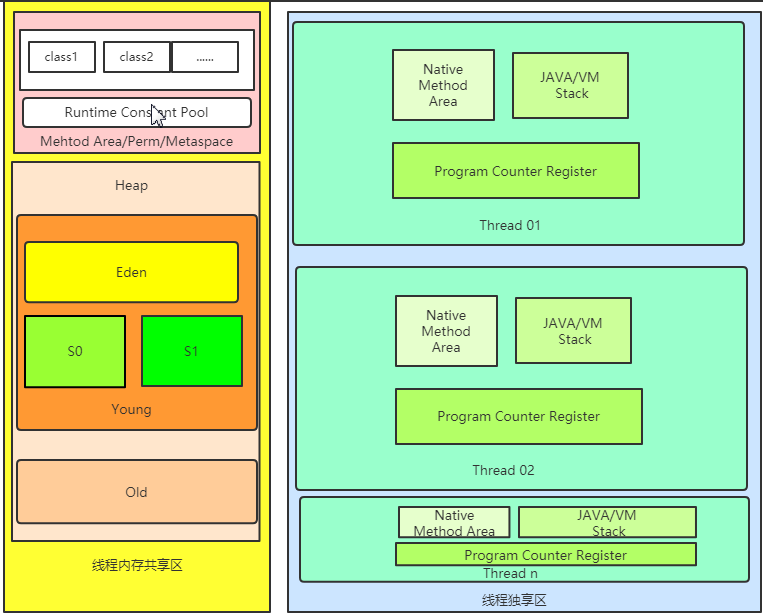 class1
class2
......
Runtime Constant Pool
Mehtod Area/Perm/Metaspace
Heap
Eden
S0
S1
Young
Old
线程内存共享区
Native
Method
Area
JAVA/VM
Stack
Program Counter Register
Thread 01
Native
Method
Area
JAVA/VM
Stack
Program Counter Register
Thread 02
Native
Method Area
JAVA/VM
Stack
Program Counter Register
Thread n
线程独享区